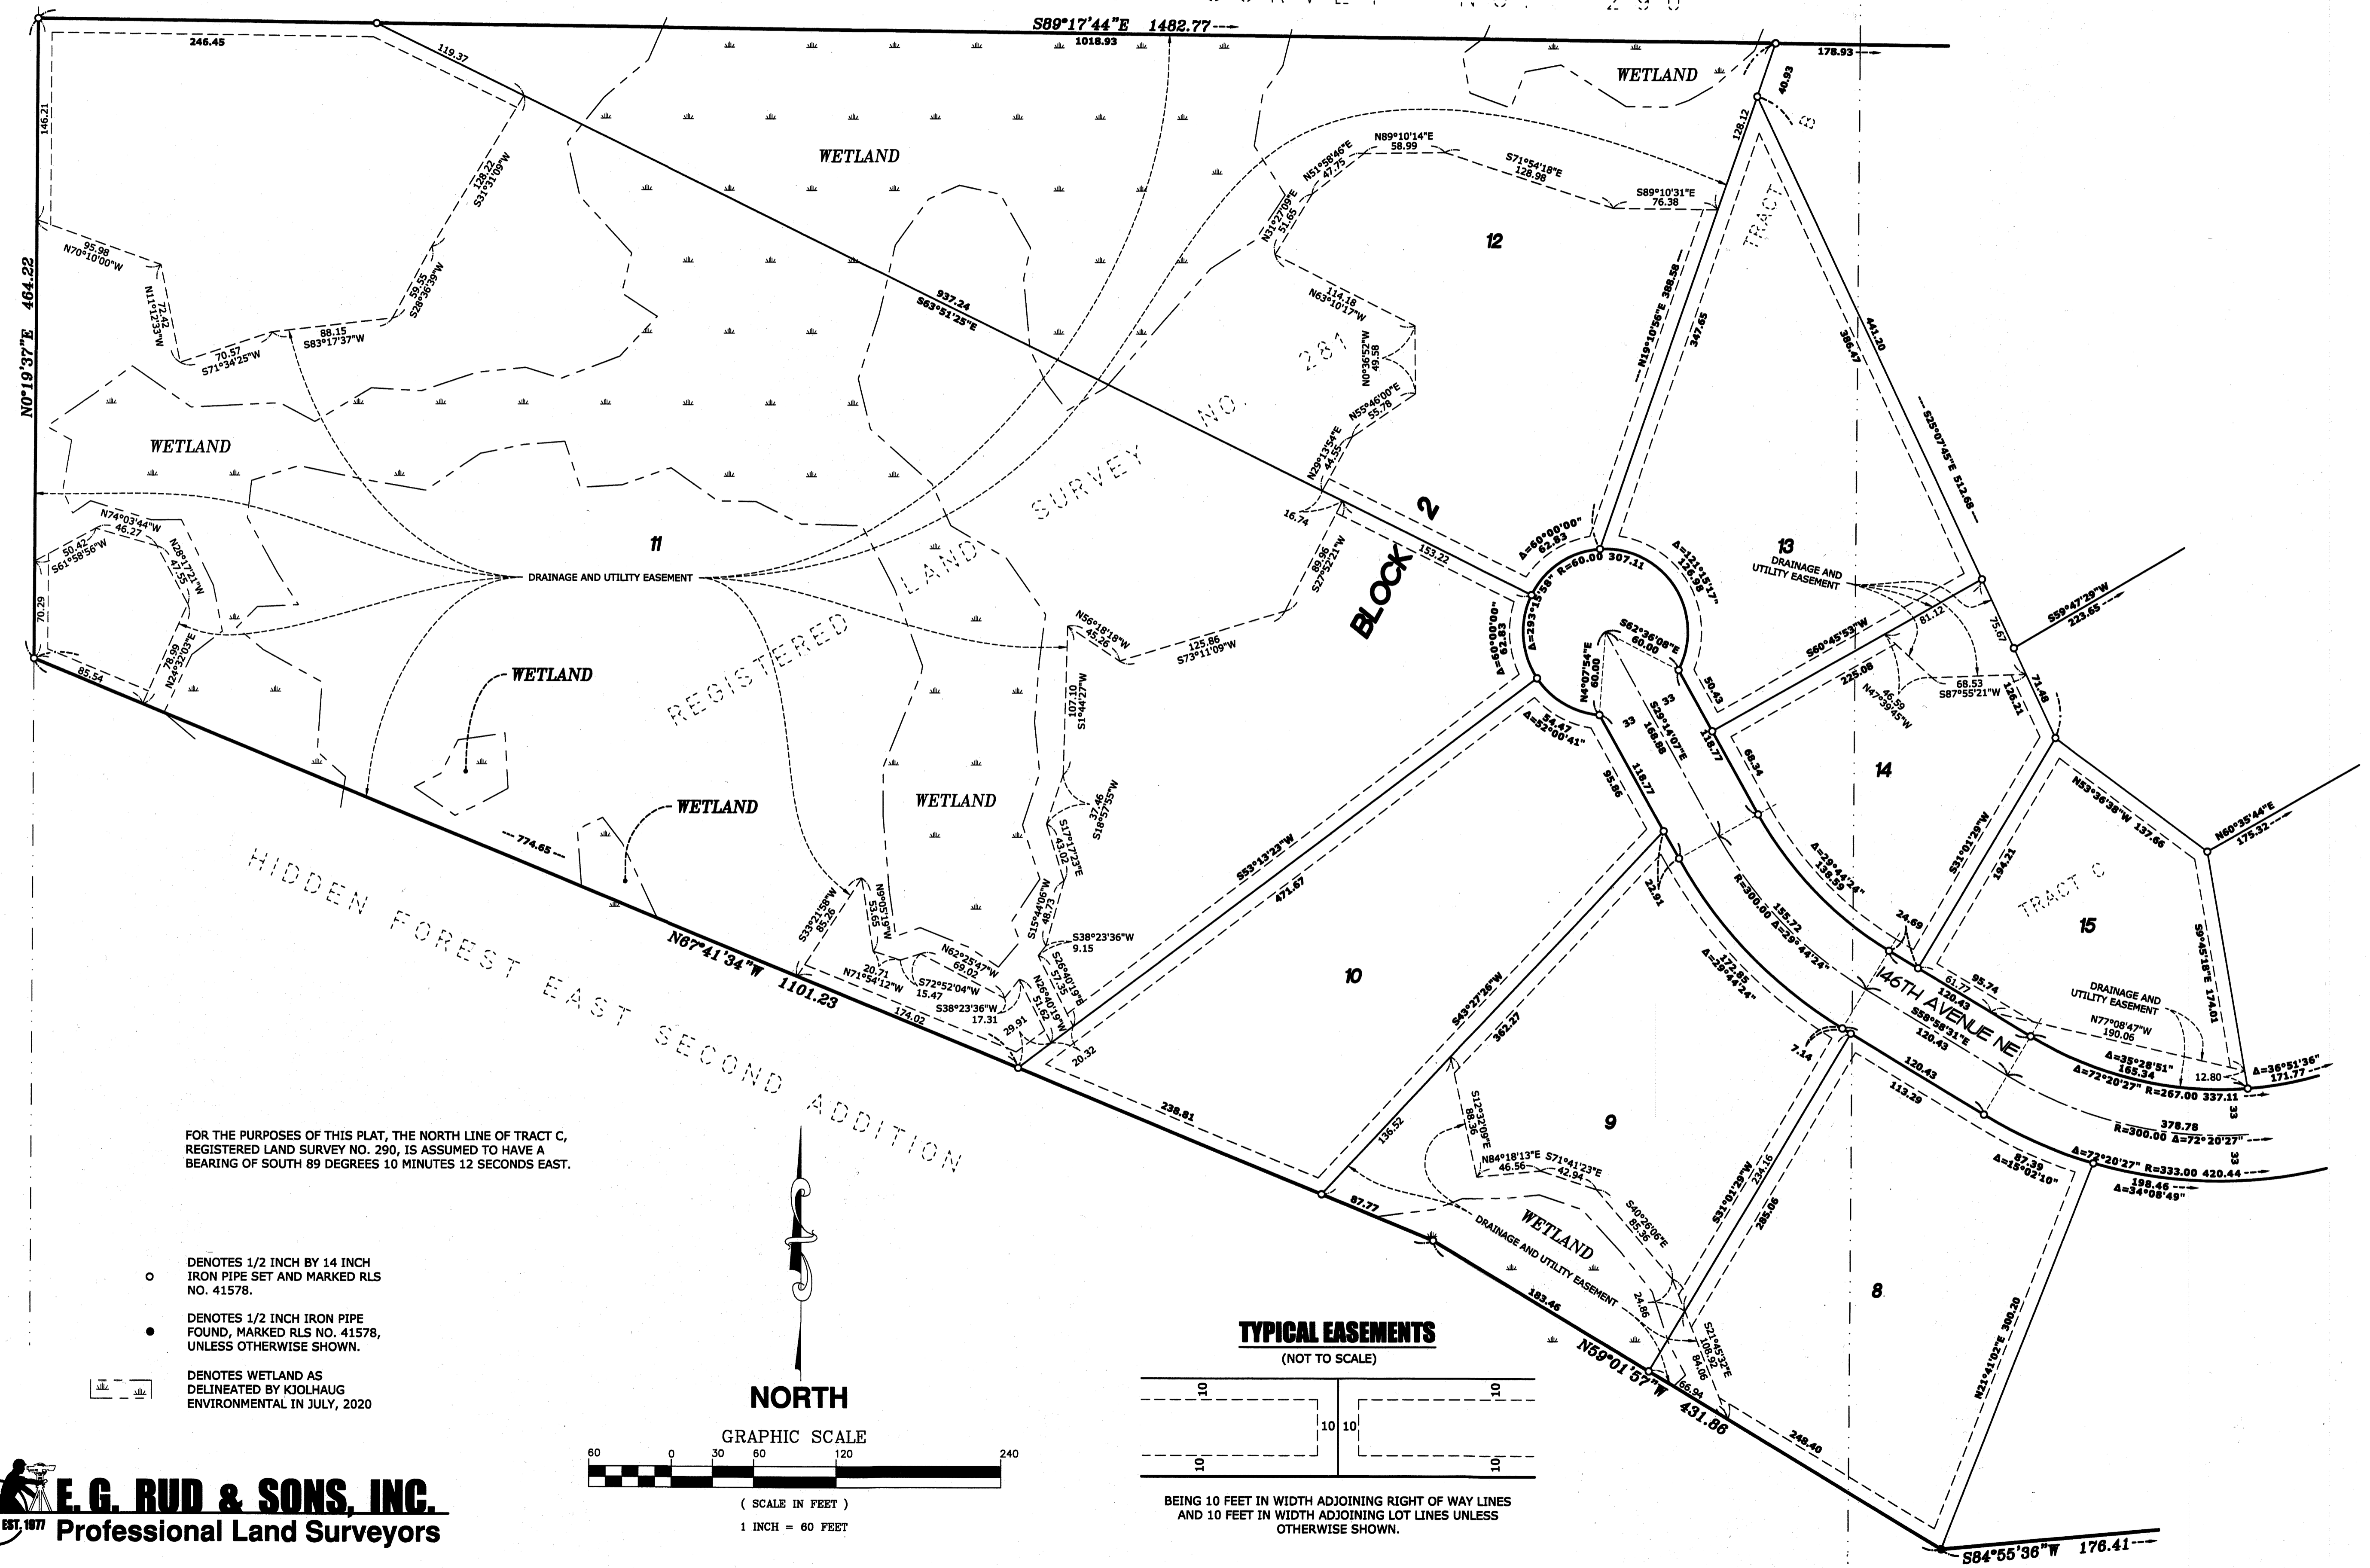 S89°17'44"E 1482.77
246.45
119.37
1018.93
178.93
40.93
128.12
B
TRACT
WETLAND
146.21
128.22
S31°31'09"W
WETLAND
N89°10'14"E
58.99
N51°58'46"E
47.75
S71°54'18"E
128.98
S89°10'31"E
76.38
N31°27'09"E
51.65
12
95.98
N70°10'00"W
N11°12'33"W
72.42
59.55
S28°36'39"W
88.15
S83°17'37"W
70.57
S71°34'25"W
N0°19'37"E 464.22
937.24
S63°51'25"E
114.18
N63°10'17"W
N0°36'52"W
49.58
N55°46'00"E
55.78
N29°13'54"E
44.55
N19°10'56"E 388.58
347.65
386.47
441.20
S25°07'45"E 512.68
WETLAND
REGISTERED LAND SURVEY NO. 281
BLOCK 2
16.74
153.22
89.96
S27°52'21"W
N74°03'44"W
46.27
50.42
S61°58'56"W
N28°17'21"W
47.55
70.29
78.99
N24°32'03"E
85.54
11
DRAINAGE AND UTILITY EASEMENT
Δ=60°00'00"
62.83
R=60.00 307.11
Δ=293°15'58"
Δ=121°15'17"
126.98
Δ=60°00'00"
62.83
54.47
Δ=52°00'41"
S62°36'08"E
60.00
N4°07'54"E
60.00
13
DRAINAGE AND
UTILITY EASEMENT
S59°47'29"W
223.65
75.67
81.12
S60°45'53"W
225.08
50.43
33
33
S29°14'07"E
168.88
118.77
118.77
95.86
68.34
46.59
N47°39'45"W
68.53
S87°55'21"W
71.48
126.21
14
N56°18'18"W
45.26
125.86
S73°11'09"W
107.10
S1°44'27"W
37.46
S18°57'55"W
S17°17'23"E
43.02
S15°44'06"W
48.73
WETLAND
WETLAND
WETLAND
774.65
S33°21'58"W
85.26
N9°05'19"W
53.65
20.71
N71°54'12"W
S72°52'04"W
15.47
N62°25'47"W
69.02
S38°23'36"W
9.15
S38°23'36"W
17.31
S26°40'19"E
57.35
N26°40'19"W
51.62
29.91
20.32
174.02
N67°41'34"W
1101.23
HIDDEN FOREST EAST SECOND ADDITION
S53°13'23"W
471.67
10
238.81
S43°27'26"W
362.27
136.52
22.91
Δ=29°44'24"
138.59
155.72
R=300.00 Δ=29°44'24"
172.85
Δ=29°44'24"
S31°01'29"W
194.21
24.69
N53°36'38"W 137.66
N60°35'44"E
175.32
TRACT C
15
S9°45'18"E 174.01
61.77
95.74
120.43
146TH AVENUE NE
S58°58'31"E
120.43
DRAINAGE AND
UTILITY EASEMENT
N77°08'47"W
190.06
12.80
Δ=35°28'51"
165.34
Δ=72°20'27" R=267.00 337.11
Δ=36°51'36"
171.77
33
378.78
R=300.00 Δ=72°20'27"
33
Δ=72°20'27" R=333.00 420.44
198.46
Δ=34°08'49"
87.39
Δ=15°02'10"
7.14
120.43
113.29
9
S12°32'09"E
88.36
N84°18'13"E
46.56
S71°41'23"E
42.94
S40°26'06"E
85.36
WETLAND
DRAINAGE AND UTILITY EASEMENT
87.77
S31°01'29"W
234.16
285.06
24.86
S21°45'32"E
108.92
84.06
66.94
183.46
N59°01'57"W
431.86
248.40
8
N21°41'02"E 300.20
S84°55'36"W 176.41
FOR THE PURPOSES OF THIS PLAT, THE NORTH LINE OF TRACT C,
REGISTERED LAND SURVEY NO. 290, IS ASSUMED TO HAVE A
BEARING OF SOUTH 89 DEGREES 10 MINUTES 12 SECONDS EAST.
DENOTES 1/2 INCH BY 14 INCH
IRON PIPE SET AND MARKED RLS
NO. 41578.
DENOTES 1/2 INCH IRON PIPE
FOUND, MARKED RLS NO. 41578,
UNLESS OTHERWISE SHOWN.
DENOTES WETLAND AS
DELINEATED BY KJOLHAUG
ENVIRONMENTAL IN JULY, 2020
NORTH
GRAPHIC SCALE
60 0 30 60 120 240
( SCALE IN FEET )
1 INCH = 60 FEET
TYPICAL EASEMENTS
(NOT TO SCALE)
10 10
10 10
10 10
BEING 10 FEET IN WIDTH ADJOINING RIGHT OF WAY LINES
AND 10 FEET IN WIDTH ADJOINING LOT LINES UNLESS
OTHERWISE SHOWN.
E. G. RUD & SONS, INC.
EST. 1977 Professional Land Surveyors